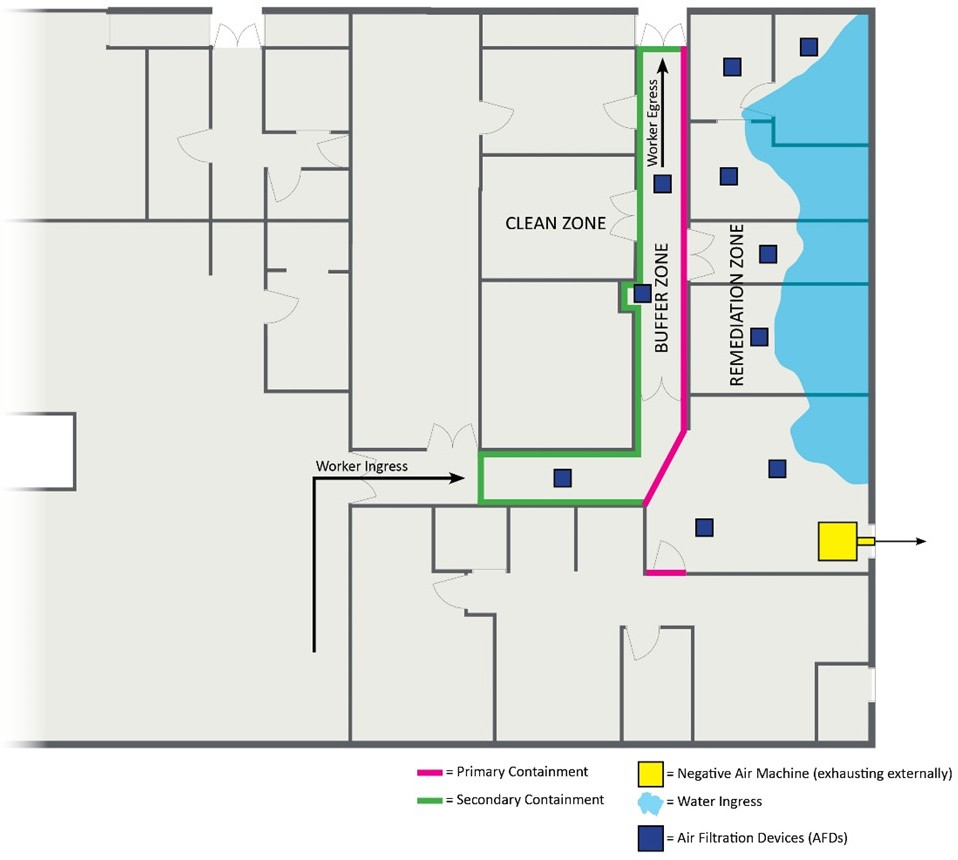 Worker Egress
CLEAN ZONE
BUFFER ZONE
REMEDIATION ZONE
Worker Ingress
= Primary Containment
= Secondary Containment
= Negative Air Machine (exhausting externally)
= Water Ingress
= Air Filtration Devices (AFDs)